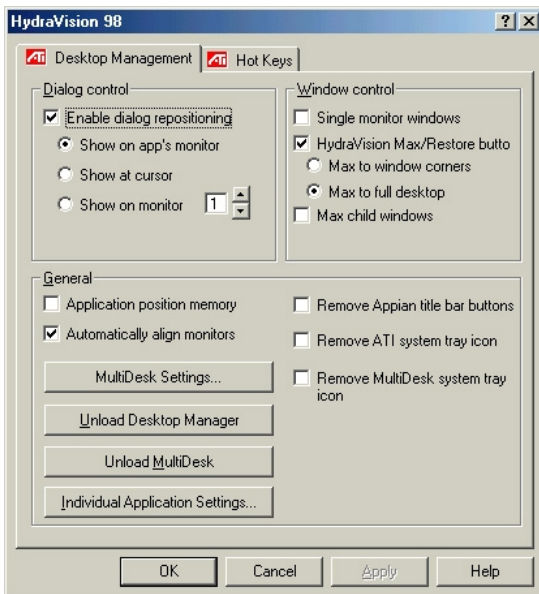 HydraVision 98
ATI Desktop Management
ATI Hot Keys
Dialog control
Enable dialog repositioning
Show on app's monitor
Show at cursor
Show on monitor 1
Window control
Single monitor windows
HydraVision Max/Restore butto
Max to window corners
Max to full desktop
Max child windows
General
Application position memory
Automatically align monitors
MultiDesk Settings...
Unload Desktop Manager
Unload MultiDesk
Individual Application Settings...
Remove Appian title bar buttons
Remove ATI system tray icon
Remove MultiDesk system tray
icon
OK Cancel Apply Help